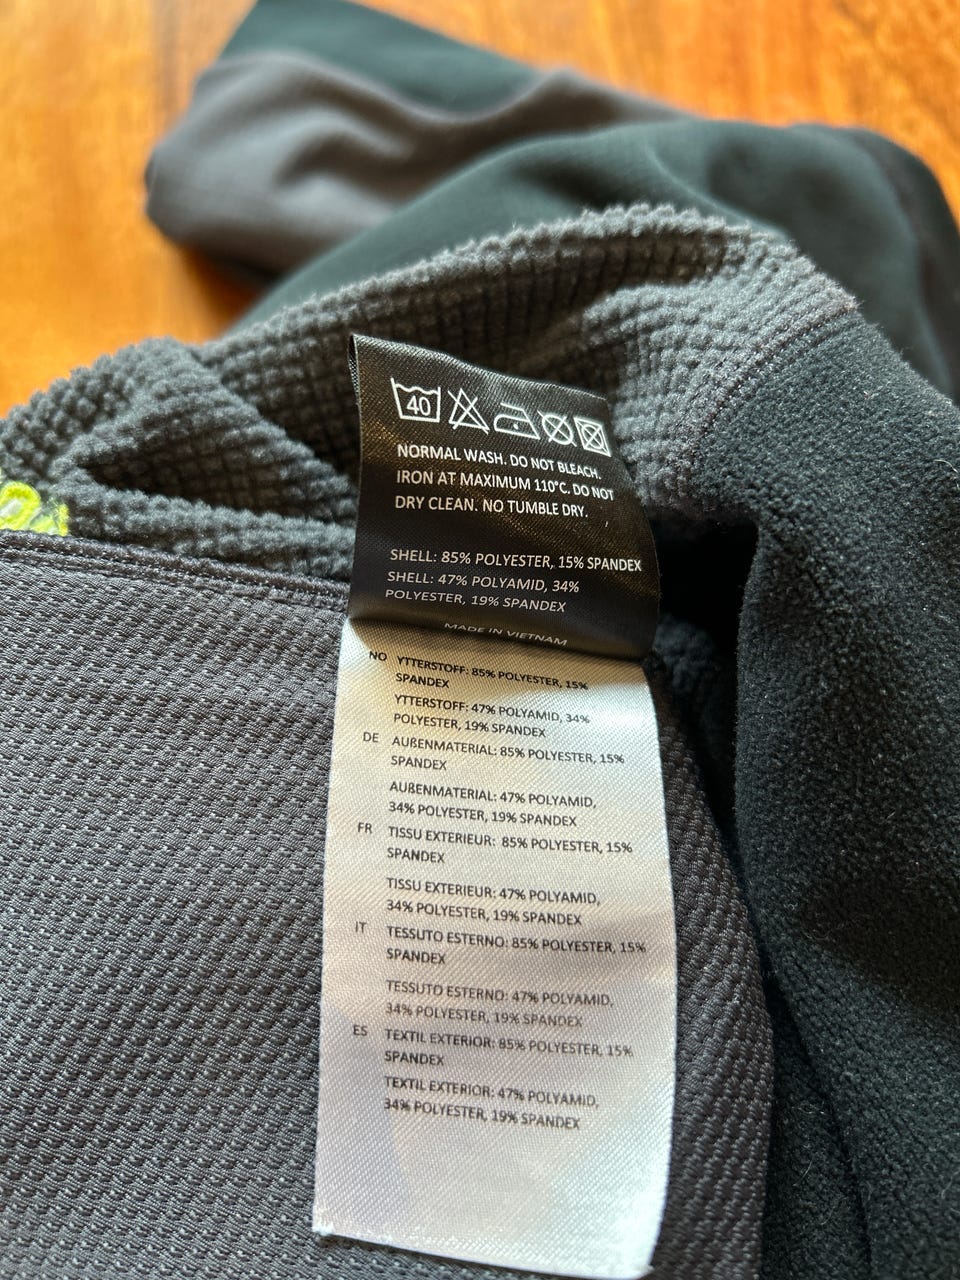 40
NORMAL WASH. DO NOT BLEACH.
IRON AT MAXIMUM 110°C. DO NOT
DRY CLEAN. NO TUMBLE DRY.
SHELL: 85% POLYESTER, 15% SPANDEX
SHELL: 47% POLYAMID, 34%
POLYESTER, 19% SPANDEX
MADE IN VIETNAM
NO YTTERSTOFF: 85% POLYESTER, 15%
SPANDEX
YTTERSTOFF: 47% POLYAMID, 34%
POLYESTER, 19% SPANDEX
DE AUßENMATERIAL: 85% POLYESTER, 15%
SPANDEX
AUßENMATERIAL: 47% POLYAMID,
34% POLYESTER, 19% SPANDEX
FR TISSU EXTERIEUR: 85% POLYESTER, 15%
SPANDEX
TISSU EXTERIEUR: 47% POLYAMID,
34% POLYESTER, 19% SPANDEX
IT TESSUTO ESTERNO: 85% POLYESTER, 15%
SPANDEX
TESSUTO ESTERNO: 47% POLYAMID,
34% POLYESTER, 19% SPANDEX
ES TEXTIL EXTERIOR: 85% POLYESTER, 15%
SPANDEX
TEXTIL EXTERIOR: 47% POLYAMID,
34% POLYESTER, 19% SPANDEX